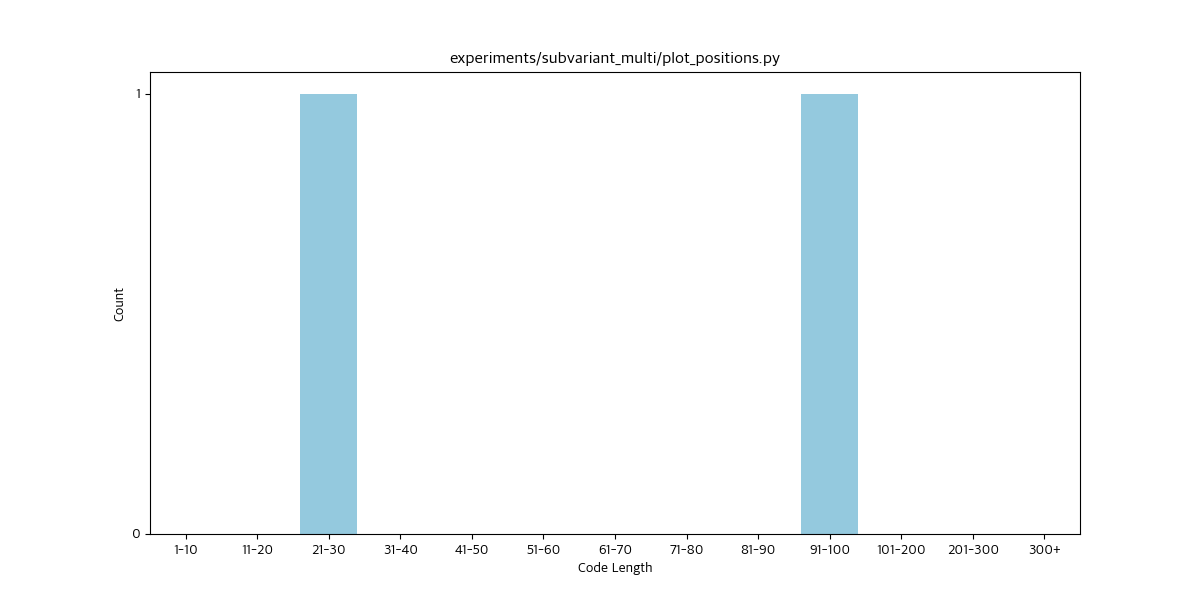 experiments/subvariant_multi/plot_positions.py
1
Count
0
1-10 11-20 21-30 31-40 41-50 51-60 61-70 71-80 81-90 91-100 101-200 201-300 300+
Code Length